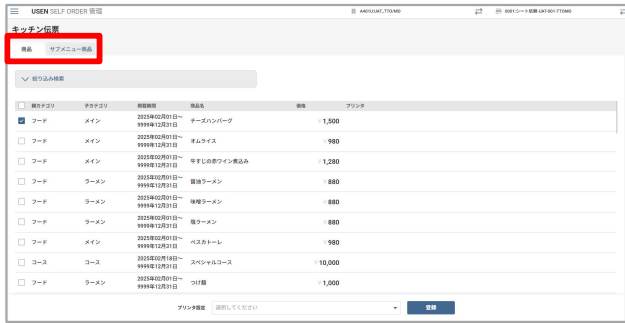 USEN SELF ORDER 管理
キッチン伝票
商品 サブメニュー商品
絞り込み検索
親カテゴリ 子カテゴリ 掲載期間 商品名 価格 プリンタ
フード メイン 2025年02月01日～ チーズハンバーグ ¥1,500
9999年12月31日
フード メイン 2025年02月01日～ オムライス ¥980
9999年12月31日
フード メイン 2025年02月01日～ 牛すじの赤ワイン煮込み ¥1,280
9999年12月31日
フード ラーメン 2025年02月01日～ 醤油ラーメン ¥880
9999年12月31日
フード ラーメン 2025年02月01日～ 味噌ラーメン ¥880
9999年12月31日
フード ラーメン 2025年02月01日～ 塩ラーメン ¥880
9999年12月31日
フード メイン 2025年02月01日～ ペスカトーレ ¥980
9999年12月31日
コース コース 2025年02月18日～ スペシャルコース ¥10,000
9999年12月31日
フード ラーメン 2025年02月01日～ つけ麺 ¥1,000
9999年12月31日
プリンタ設定 選択してください 登録